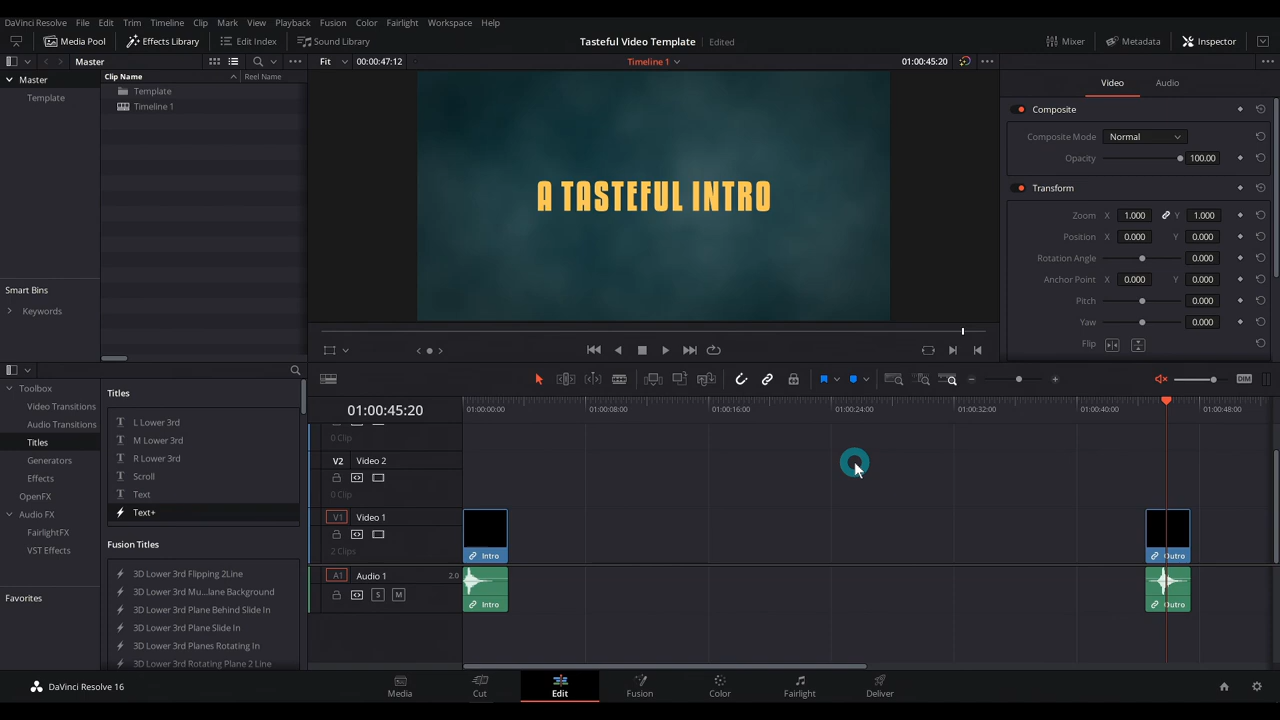 DaVinci Resolve File Edit Trim Timeline Clip Mark View Playback Fusion Color Fairlight Workspace Help
Media Pool Effects Library Edit Index Sound Library Tasteful Video Template Edited Mixer Metadata Inspector
Master Fit 00:00:47:12 Timeline 1 01:00:45:20
Master Clip Name Reel Name Video Audio
Template Template
Timeline 1
Composite
Composite Mode Normal
Opacity 100.00
A TASTEFUL INTRO
Transform
Zoom X 1.000 Y 1.000
Position X 0.000 Y 0.000
Rotation Angle 0.000
Anchor Point X 0.000 Y 0.000
Pitch 0.000
Yaw 0.000
Flip
Smart Bins
Keywords
Toolbox
Video Transitions
Audio Transitions
Titles
Generators
Effects
OpenFX
Audio FX
FairlightFX
VST Effects
Favorites
Titles
L Lower 3rd
M Lower 3rd
R Lower 3rd
Scroll
Text
Text+
Fusion Titles
3D Lower 3rd Flipping 2Line
3D Lower 3rd Mu...lane Background
3D Lower 3rd Plane Behind Slide In
3D Lower 3rd Plane Slide In
3D Lower 3rd Planes Rotating In
3D Lower 3rd Rotating Plane 2 Line
DIM
01:00:45:20 01:00:00:00 01:00:08:00 01:00:16:00 01:00:24:00 01:00:32:00 01:00:40:00 01:00:48:00
0 Clip
V2 Video 2
0 Clip
V1 Video 1
2 Clips Intro Outro
A1 Audio 1 2.0
S M
Intro Outro
DaVinci Resolve 16 Media Cut Edit Fusion Color Fairlight Deliver